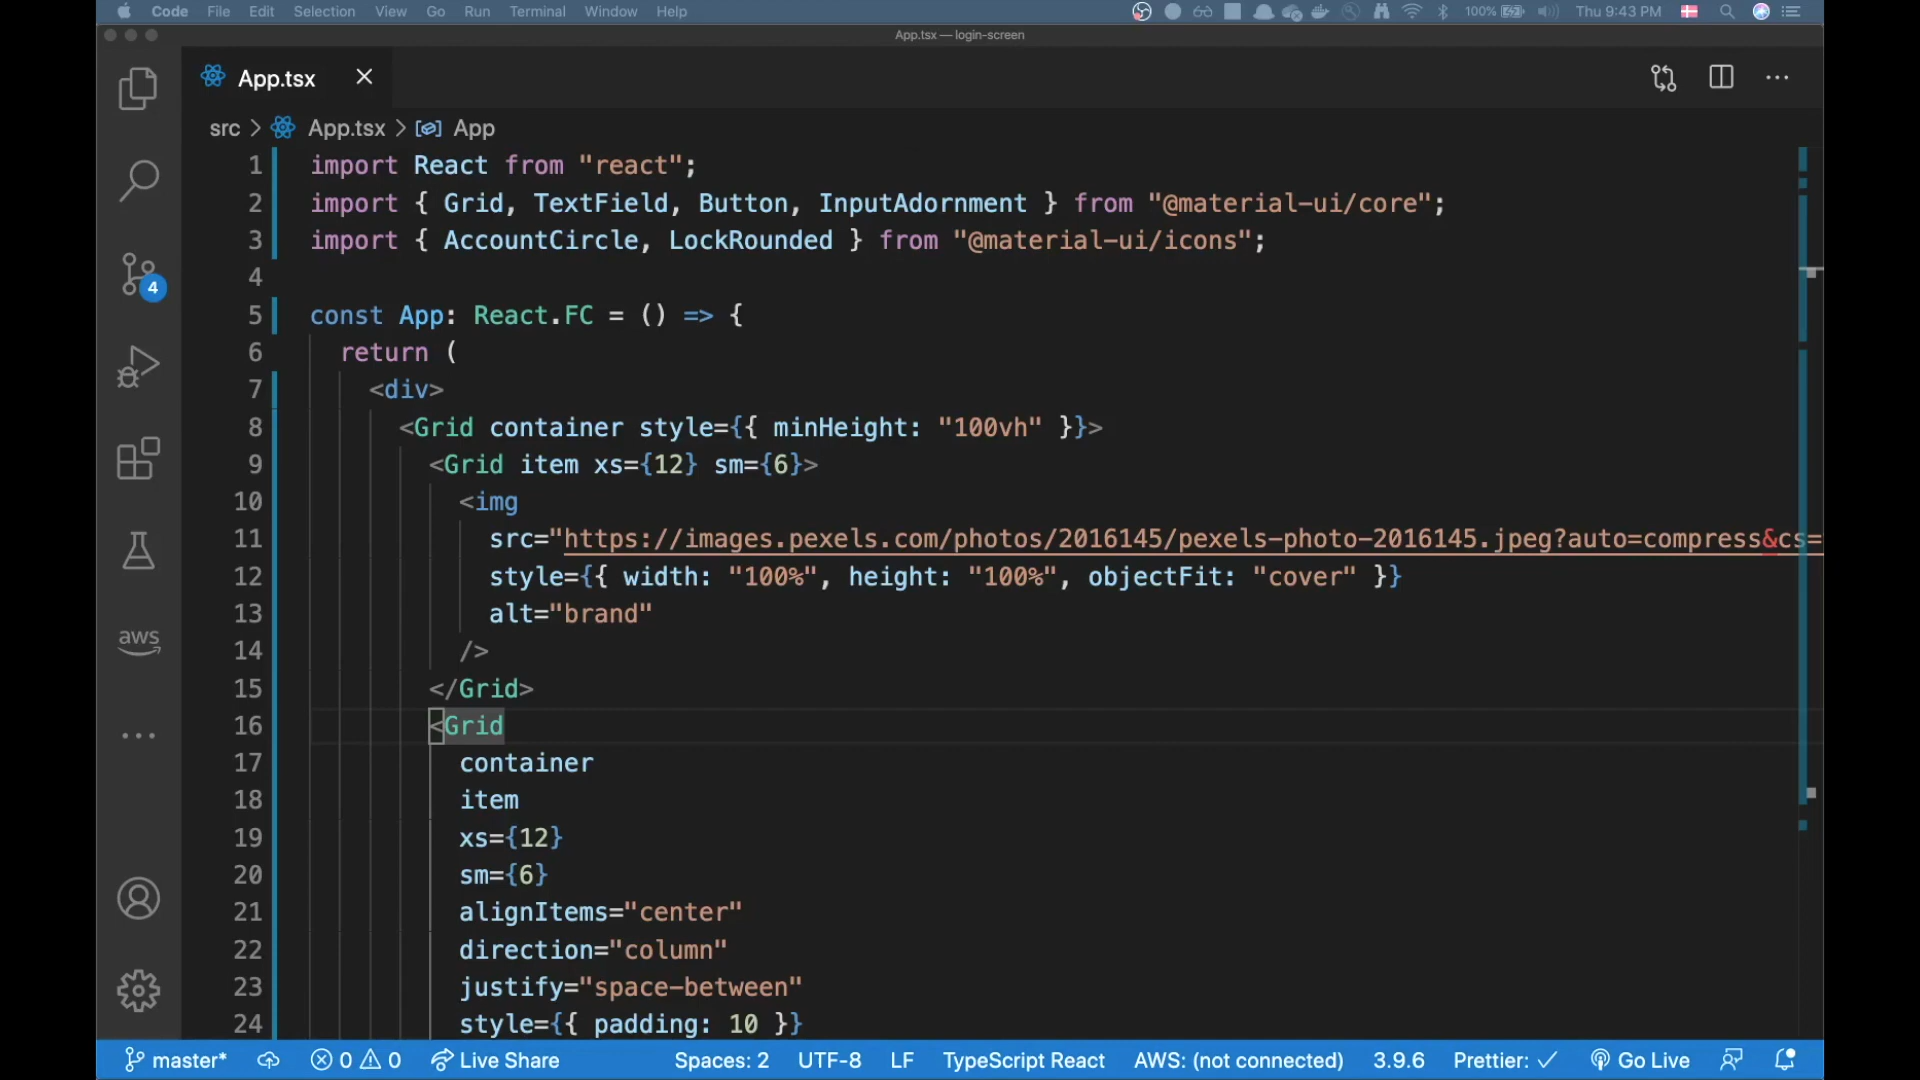 Code File Edit Selection View Go Run Terminal Window Help 100% Thu 9:43 PM
App.tsx — login-screen
App.tsx
src > App.tsx > App
1 import React from "react";
2 import { Grid, TextField, Button, InputAdornment } from "@material-ui/core";
3 import { AccountCircle, LockRounded } from "@material-ui/icons";
4
5 const App: React.FC = () => {
6 return (
7 <div>
8 <Grid container style={{ minHeight: "100vh" }}>
9 <Grid item xs={12} sm={6}>
10 <img
11 src="https://images.pexels.com/photos/2016145/pexels-photo-2016145.jpeg?auto=compress&cs=
12 style={{ width: "100%", height: "100%", objectFit: "cover" }}
13 alt="brand"
14 />
15 </Grid>
16 <Grid
17 container
18 item
19 xs={12}
20 sm={6}
21 alignItems="center"
22 direction="column"
23 justify="space-between"
24 style={{ padding: 10 }}
4
aws
master* 0 0 Live Share Spaces: 2 UTF-8 LF TypeScript React AWS: (not connected) 3.9.6 Prettier: ✓ Go Live